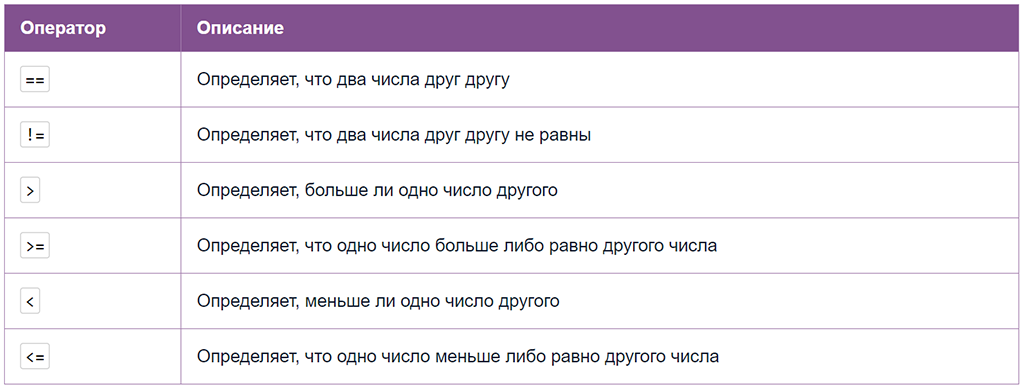 Оператор Описание
== Определяет, что два числа друг другу
!= Определяет, что два числа друг другу не равны
> Определяет, больше ли одно число другого
>= Определяет, что одно число больше либо равно другого числа
< Определяет, меньше ли одно число другого
<= Определяет, что одно число меньше либо равно другого числа